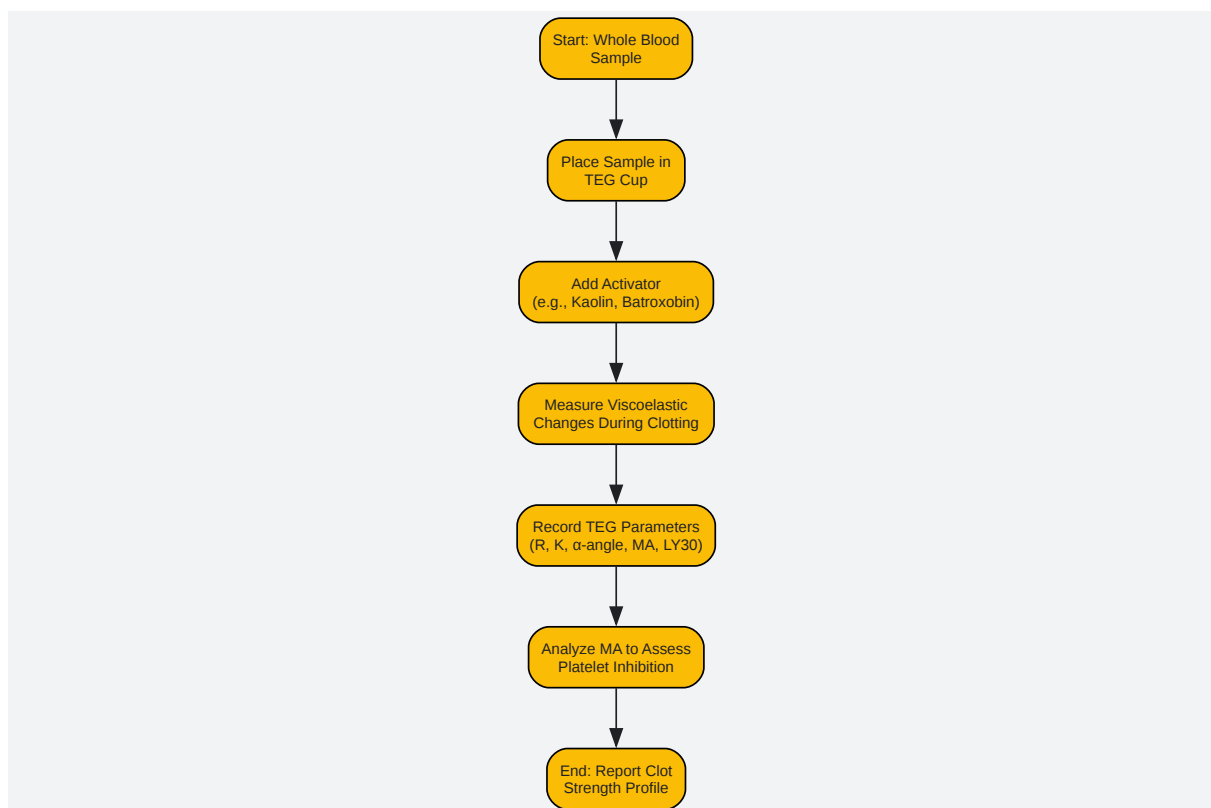 Start: Whole Blood
Sample
Place Sample in
TEG Cup
Add Activator
(e.g., Kaolin, Batroxobin)
Measure Viscoelastic
Changes During Clotting
Record TEG Parameters
(R, K, α-angle, MA, LY30)
Analyze MA to Assess
Platelet Inhibition
End: Report Clot
Strength Profile